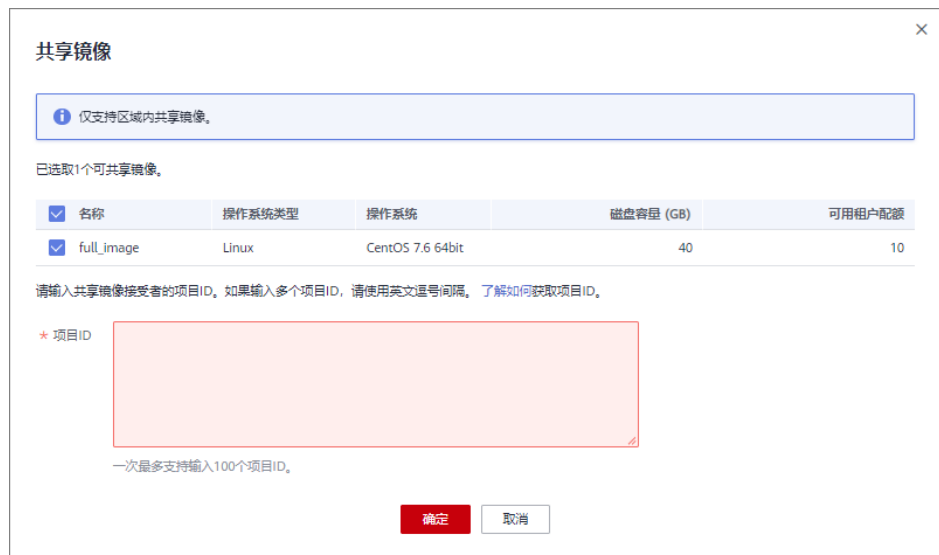 共享镜像
仅支持区域内共享镜像。
已选取1个可共享镜像。
名称 操作系统类型 操作系统 磁盘容量 (GB) 可用租户配额
full_image Linux CentOS 7.6 64bit 40 10
请输入共享镜像接受者的项目ID。如果输入多个项目ID，请使用英文逗号间隔。 了解如何获取项目ID。
* 项目ID
一次最多支持输入100个项目ID。
确定 取消